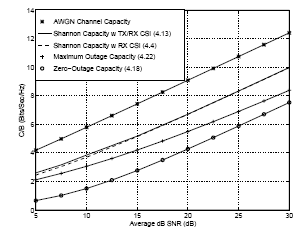 14
12
10
8
6
4
2
0
C/B (Bits/Sec/Hz)
AWGN Channel Capacity
Shannon Capacity w TX/RX CSI (4.13)
Shannon Capacity w RX CSI (4.4)
Maximum Outage Capacity (4.22)
Zero-Outage Capacity (4.18)
5 10 15 20 25 30
Average dB SNR (dB)